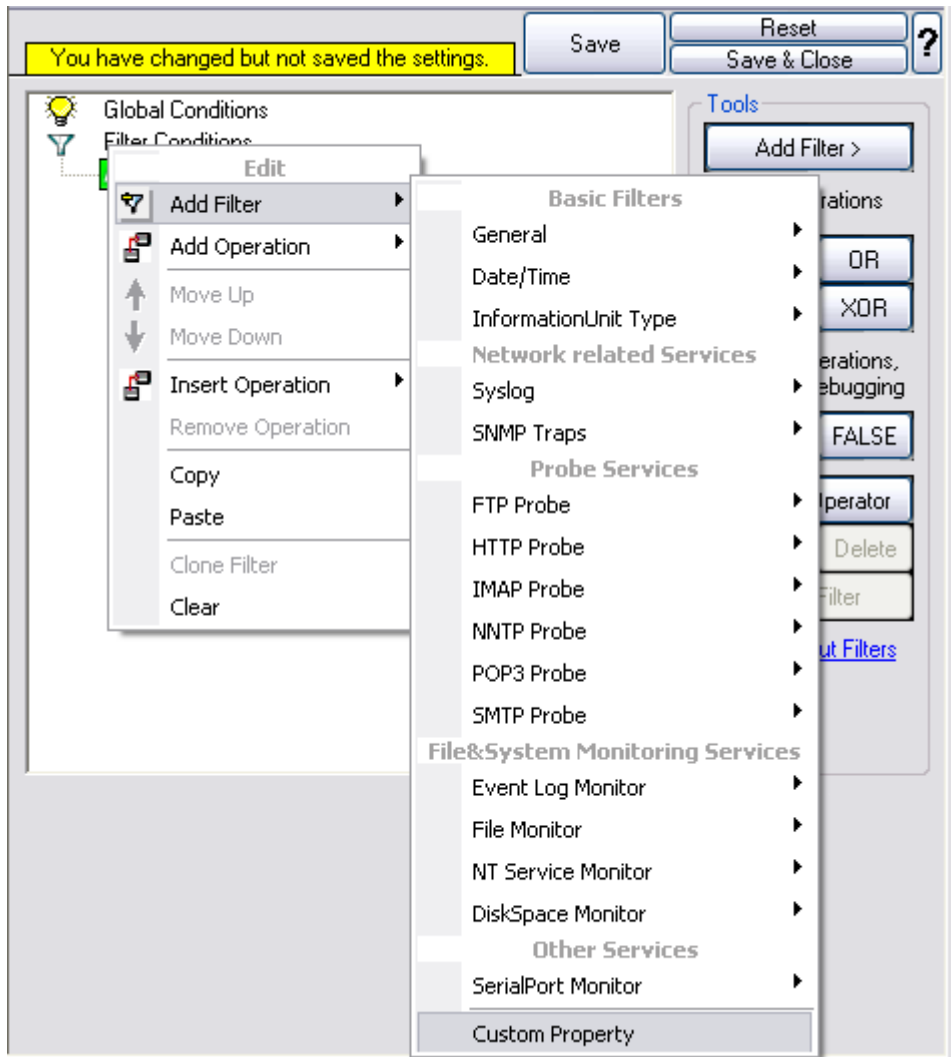 You have changed but not saved the settings.
Save
Reset
Save & Close
?
Global Conditions
Filter Conditions
Tools
Add Filter >
OR
XOR
FALSE
Delete
Filter
Filters
Edit
Add Filter
Add Operation
Move Up
Move Down
Insert Operation
Remove Operation
Copy
Paste
Clone Filter
Clear
Basic Filters
General
Date/Time
InformationUnit Type
Network related Services
Syslog
SNMP Traps
Probe Services
FTP Probe
HTTP Probe
IMAP Probe
NNTP Probe
POP3 Probe
SMTP Probe
File&System Monitoring Services
Event Log Monitor
File Monitor
NT Service Monitor
DiskSpace Monitor
Other Services
SerialPort Monitor
Custom Property